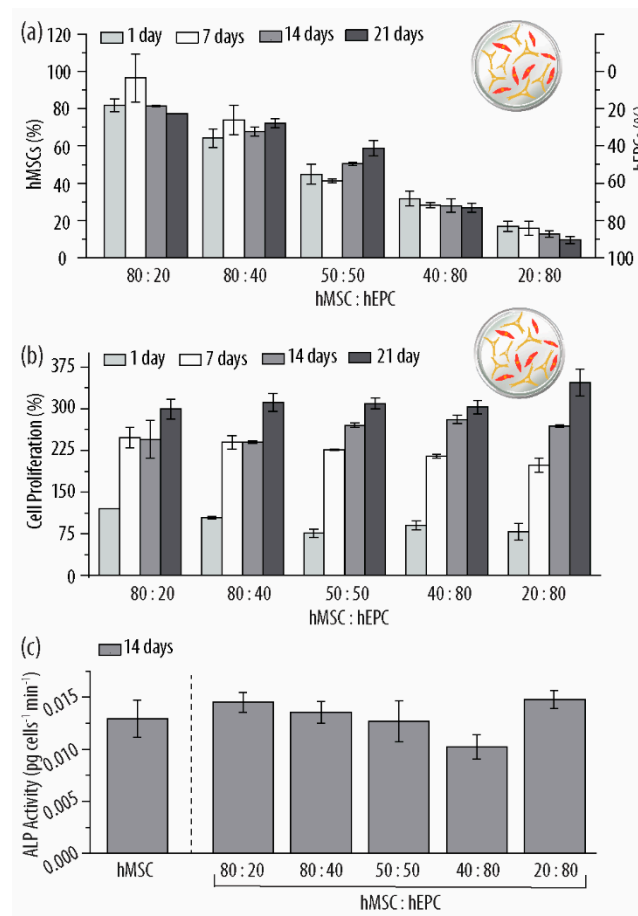 (a)
1 day 7 days 14 days 21 days
120
100
80
60
40
20
0
hMSCs (%)
0
20
40
60
80
100
hEPCs (%)
80 : 20 80 : 40 50 : 50 40 : 80 20 : 80
hMSC : hEPC
(b)
1 day 7 days 14 days 21 day
375
300
225
150
75
0
Cell Proliferation (%)
80 : 20 80 : 40 50 : 50 40 : 80 20 : 80
hMSC : hEPC
(c)
14 days
0.015
0.010
0.005
0.000
ALP Activity (pg cells⁻¹ min⁻¹)
hMSC 80 : 20 80 : 40 50 : 50 40 : 80 20 : 80
hMSC : hEPC